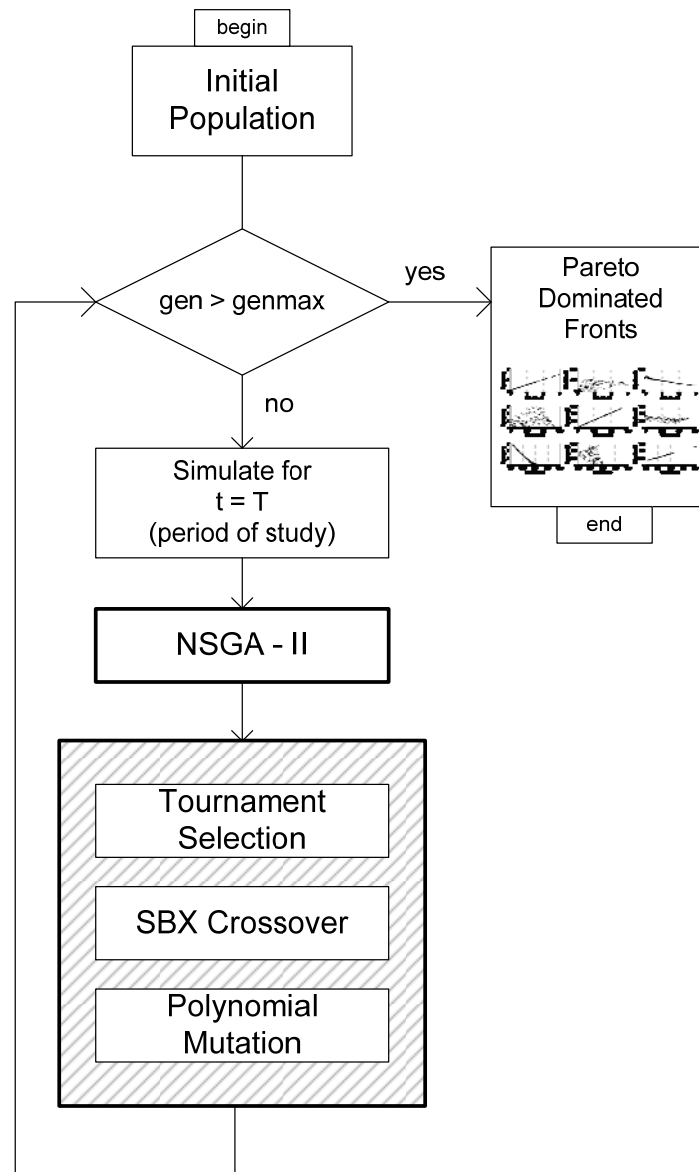 begin
Initial
Population
gen > genmax
yes
no
Pareto
Dominated
Fronts
end
Simulate for
t = T
(period of study)
NSGA - II
Tournament
Selection
SBX Crossover
Polynomial
Mutation